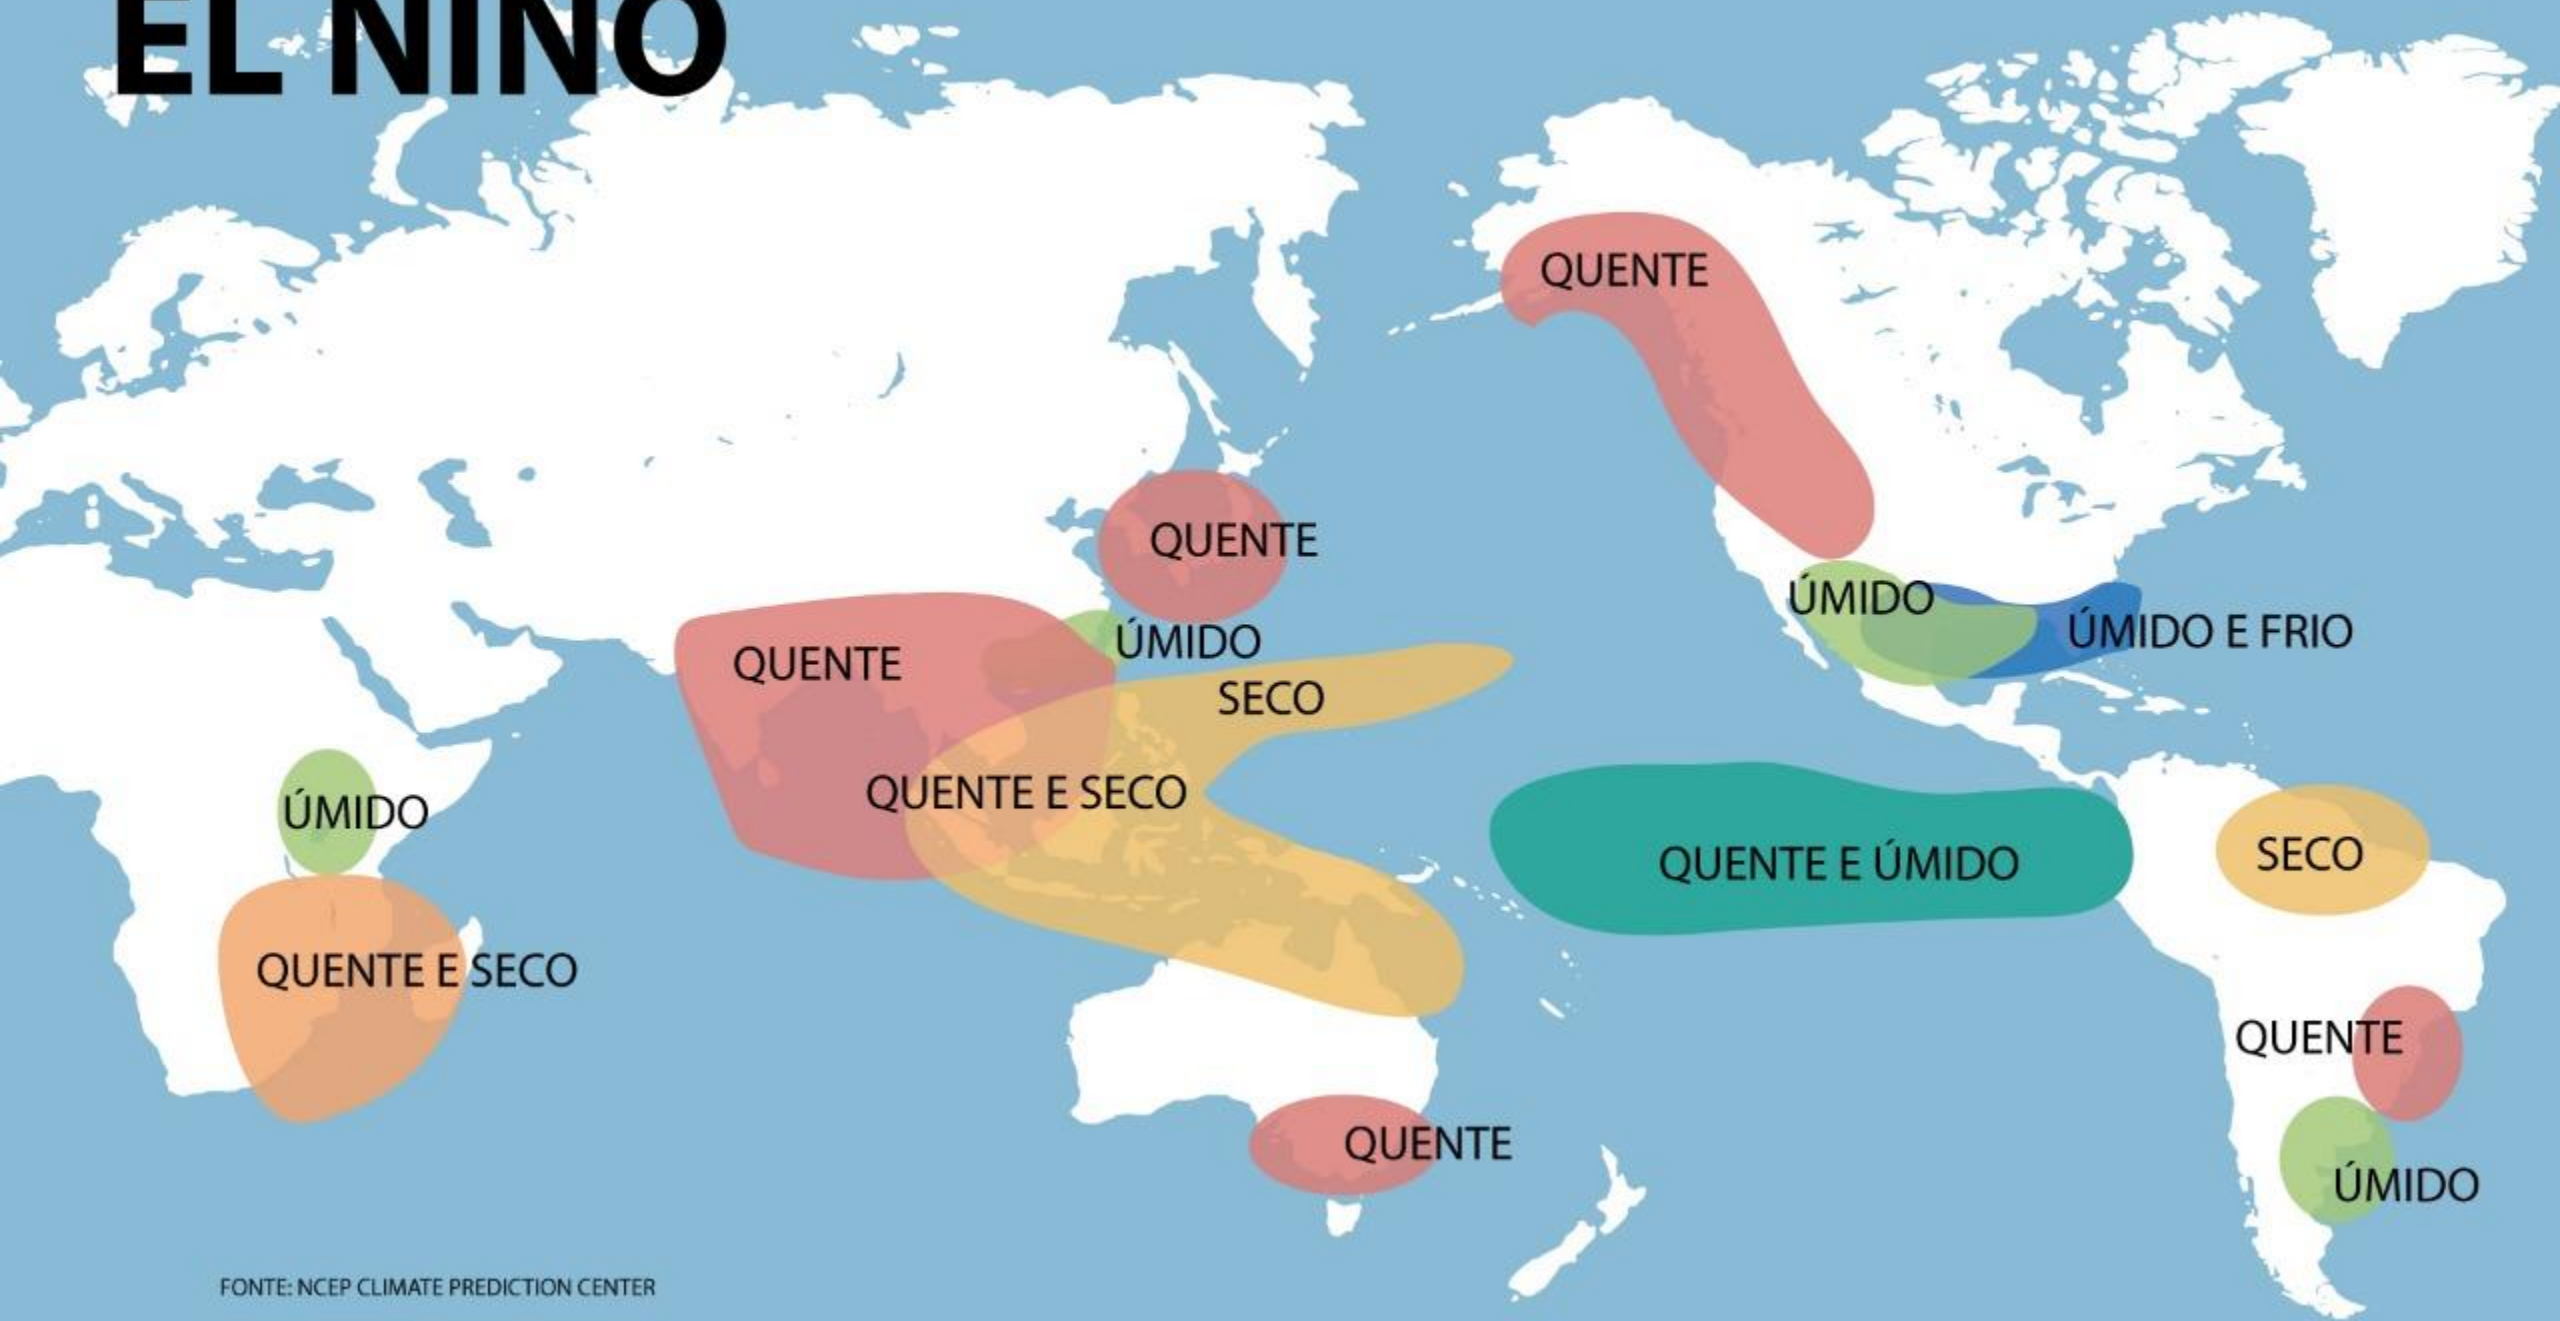 EL NIÑO
QUENTE
QUENTE
ÚMIDO
ÚMIDO E FRIO
ÚMIDO
QUENTE
SECO
QUENTE E SECO
ÚMIDO
QUENTE E ÚMIDO
SECO
QUENTE E SECO
QUENTE
QUENTE
ÚMIDO
FONTE: NCEP CLIMATE PREDICTION CENTER